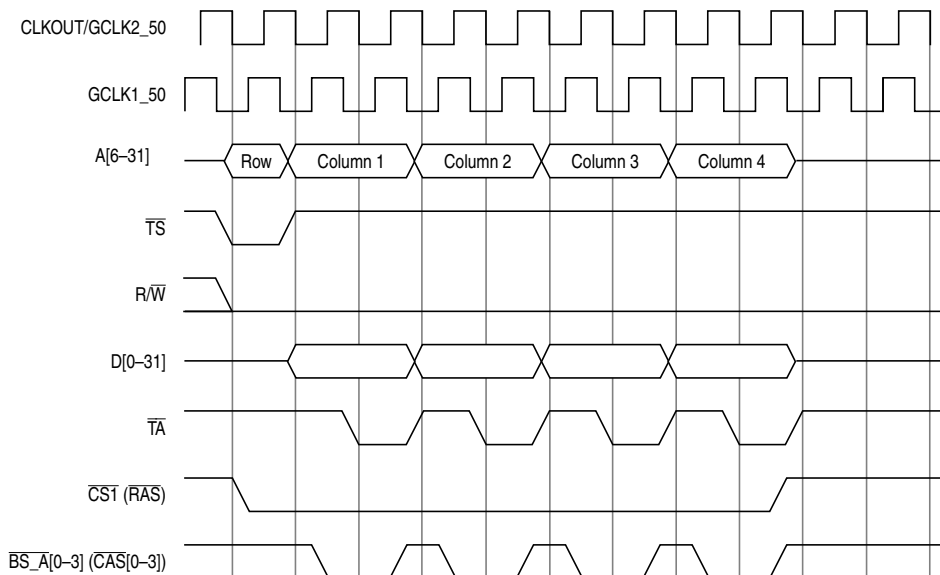 CLKOUT/GCLK2_50
GCLK1_50
A[6–31]
Row
Column 1
Column 2
Column 3
Column 4
TS
R/W
D[0–31]
TA
CS1 (RAS)
BS_A[0–3] (CAS[0–3])